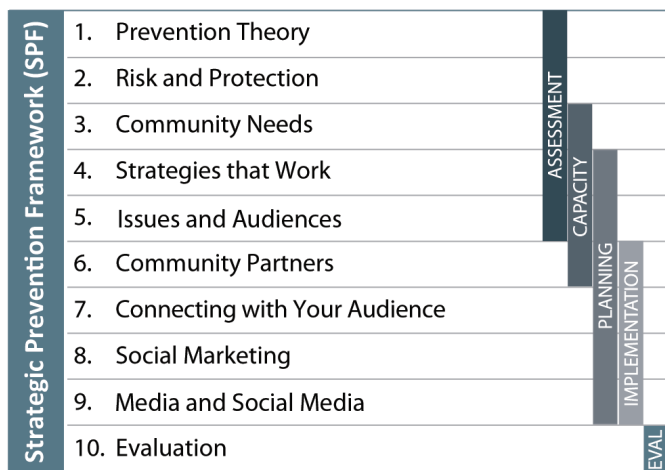 Strategic Prevention Framework (SPF)
1. Prevention Theory
2. Risk and Protection
3. Community Needs
4. Strategies that Work
5. Issues and Audiences
6. Community Partners
7. Connecting with Your Audience
8. Social Marketing
9. Media and Social Media
10. Evaluation
ASSESSMENT
CAPACITY
PLANNING
IMPLEMENTATION
EVAL